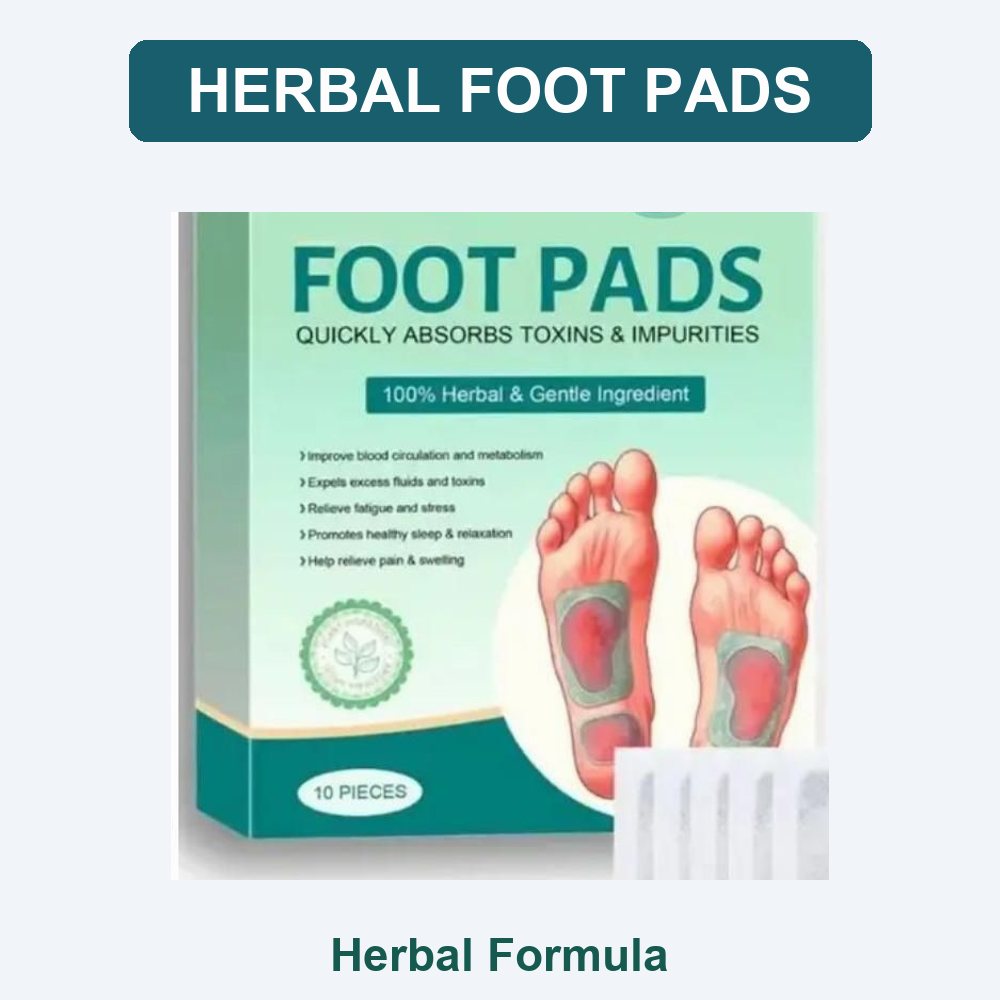 HERBAL FOOT PADS
FOOT PADS
QUICKLY ABSORBS TOXINS & IMPURITIES
100% Herbal & Gentle Ingredient
Improve blood circulation and metabolism
Expels excess fluids and toxins
Relieve fatigue and stress
Promotes healthy sleep & relaxation
Help relieve pain & swelling
10 PIECES
Herbal Formula